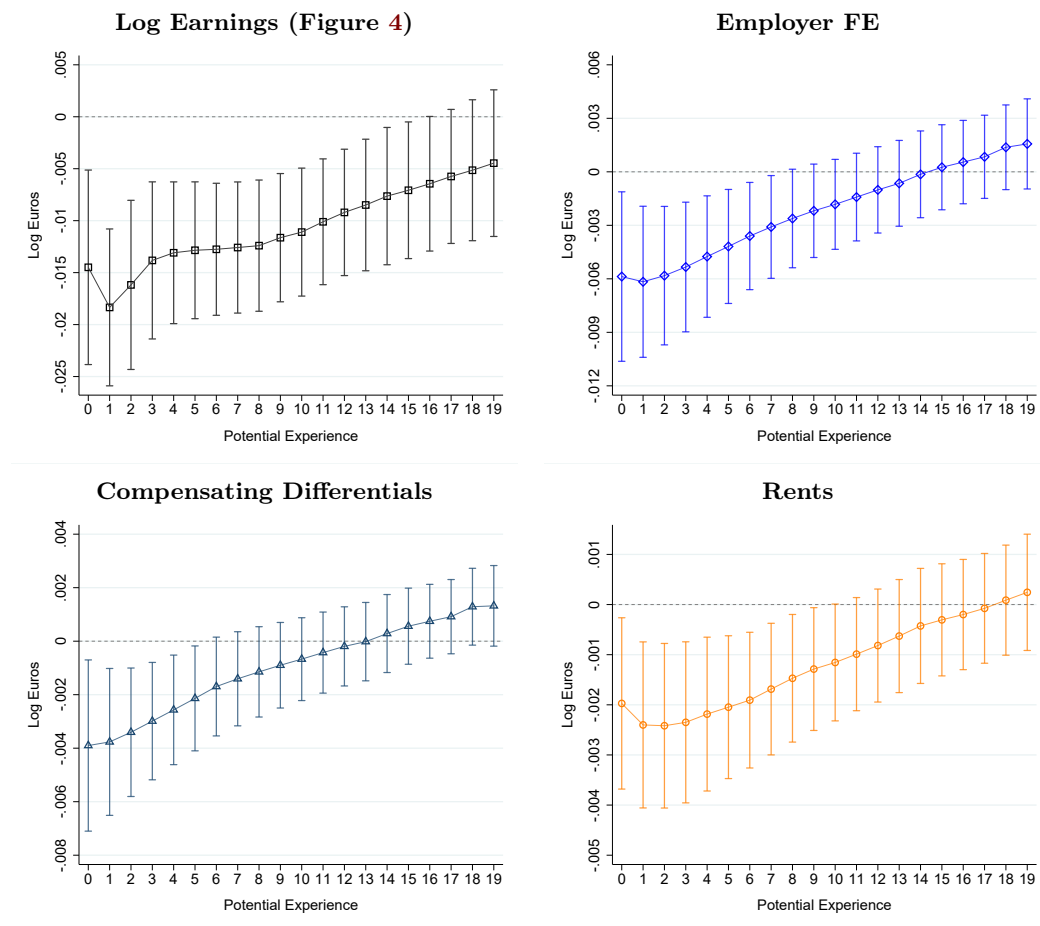 Log Earnings (Figure 4)
.005
0
-.005
-.01
-.015
-.02
-.025
Log Euros
0 1 2 3 4 5 6 7 8 9 10 11 12 13 14 15 16 17 18 19
Potential Experience
Employer FE
.006
.003
0
-.003
-.006
-.009
-.012
Log Euros
0 1 2 3 4 5 6 7 8 9 10 11 12 13 14 15 16 17 18 19
Potential Experience
Compensating Differentials
.004
.002
0
-.002
-.004
-.006
-.008
Log Euros
0 1 2 3 4 5 6 7 8 9 10 11 12 13 14 15 16 17 18 19
Potential Experience
Rents
.001
0
-.001
-.002
-.003
-.004
-.005
Log Euros
0 1 2 3 4 5 6 7 8 9 10 11 12 13 14 15 16 17 18 19
Potential Experience